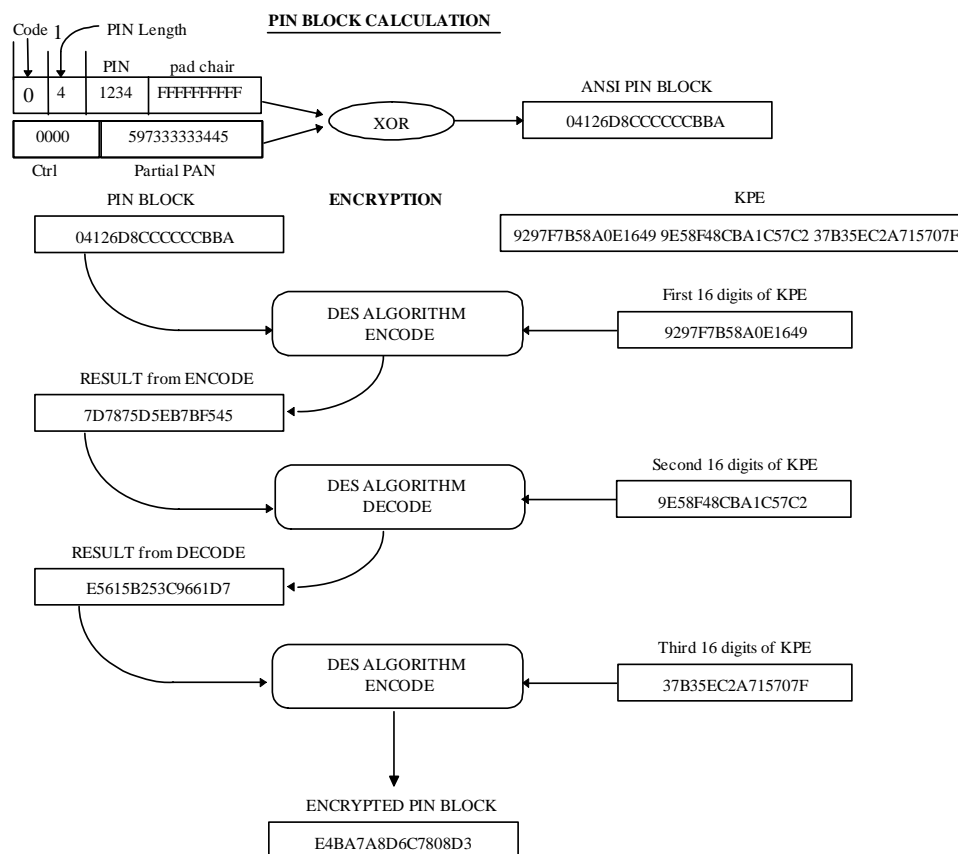 PIN BLOCK CALCULATION
Code 1 PIN Length
PIN pad chair
0 4 1234 FFFFFFFFFF
0000 597333333445
Ctrl Partial PAN
XOR
ANSI PIN BLOCK
04126D8CCCCCCBBA
PIN BLOCK
04126D8CCCCCCBBA
ENCRYPTION
KPE
9297F7B58A0E1649 9E58F48CBA1C57C2 37B35EC2A715707F
DES ALGORITHM
ENCODE
First 16 digits of KPE
9297F7B58A0E1649
RESULT from ENCODE
7D7875D5EB7BF545
DES ALGORITHM
DECODE
Second 16 digits of KPE
9E58F48CBA1C57C2
RESULT from DECODE
E5615B253C9661D7
DES ALGORITHM
ENCODE
Third 16 digits of KPE
37B35EC2A715707F
ENCRYPTED PIN BLOCK
E4BA7A8D6C7808D3